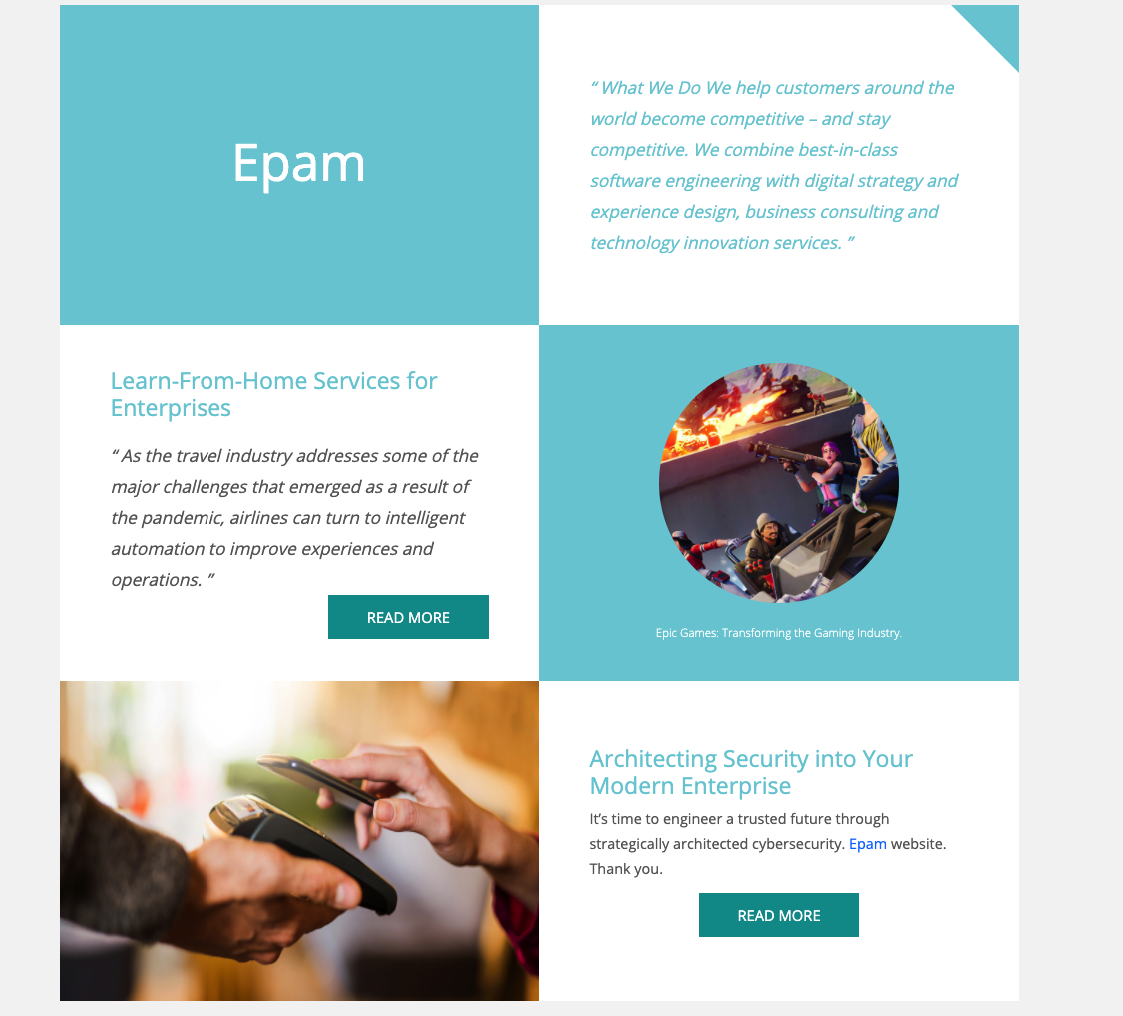 Epam
“ What We Do We help customers around the
world become competitive – and stay
competitive. We combine best-in-class
software engineering with digital strategy and
experience design, business consulting and
technology innovation services. ”
Learn-From-Home Services for
Enterprises
“ As the travel industry addresses some of the
major challenges that emerged as a result of
the pandemic, airlines can turn to intelligent
automation to improve experiences and
operations. ”
READ MORE
Epic Games: Transforming the Gaming Industry.
Architecting Security into Your
Modern Enterprise
It’s time to engineer a trusted future through
strategically architected cybersecurity. Epam website.
Thank you.
READ MORE